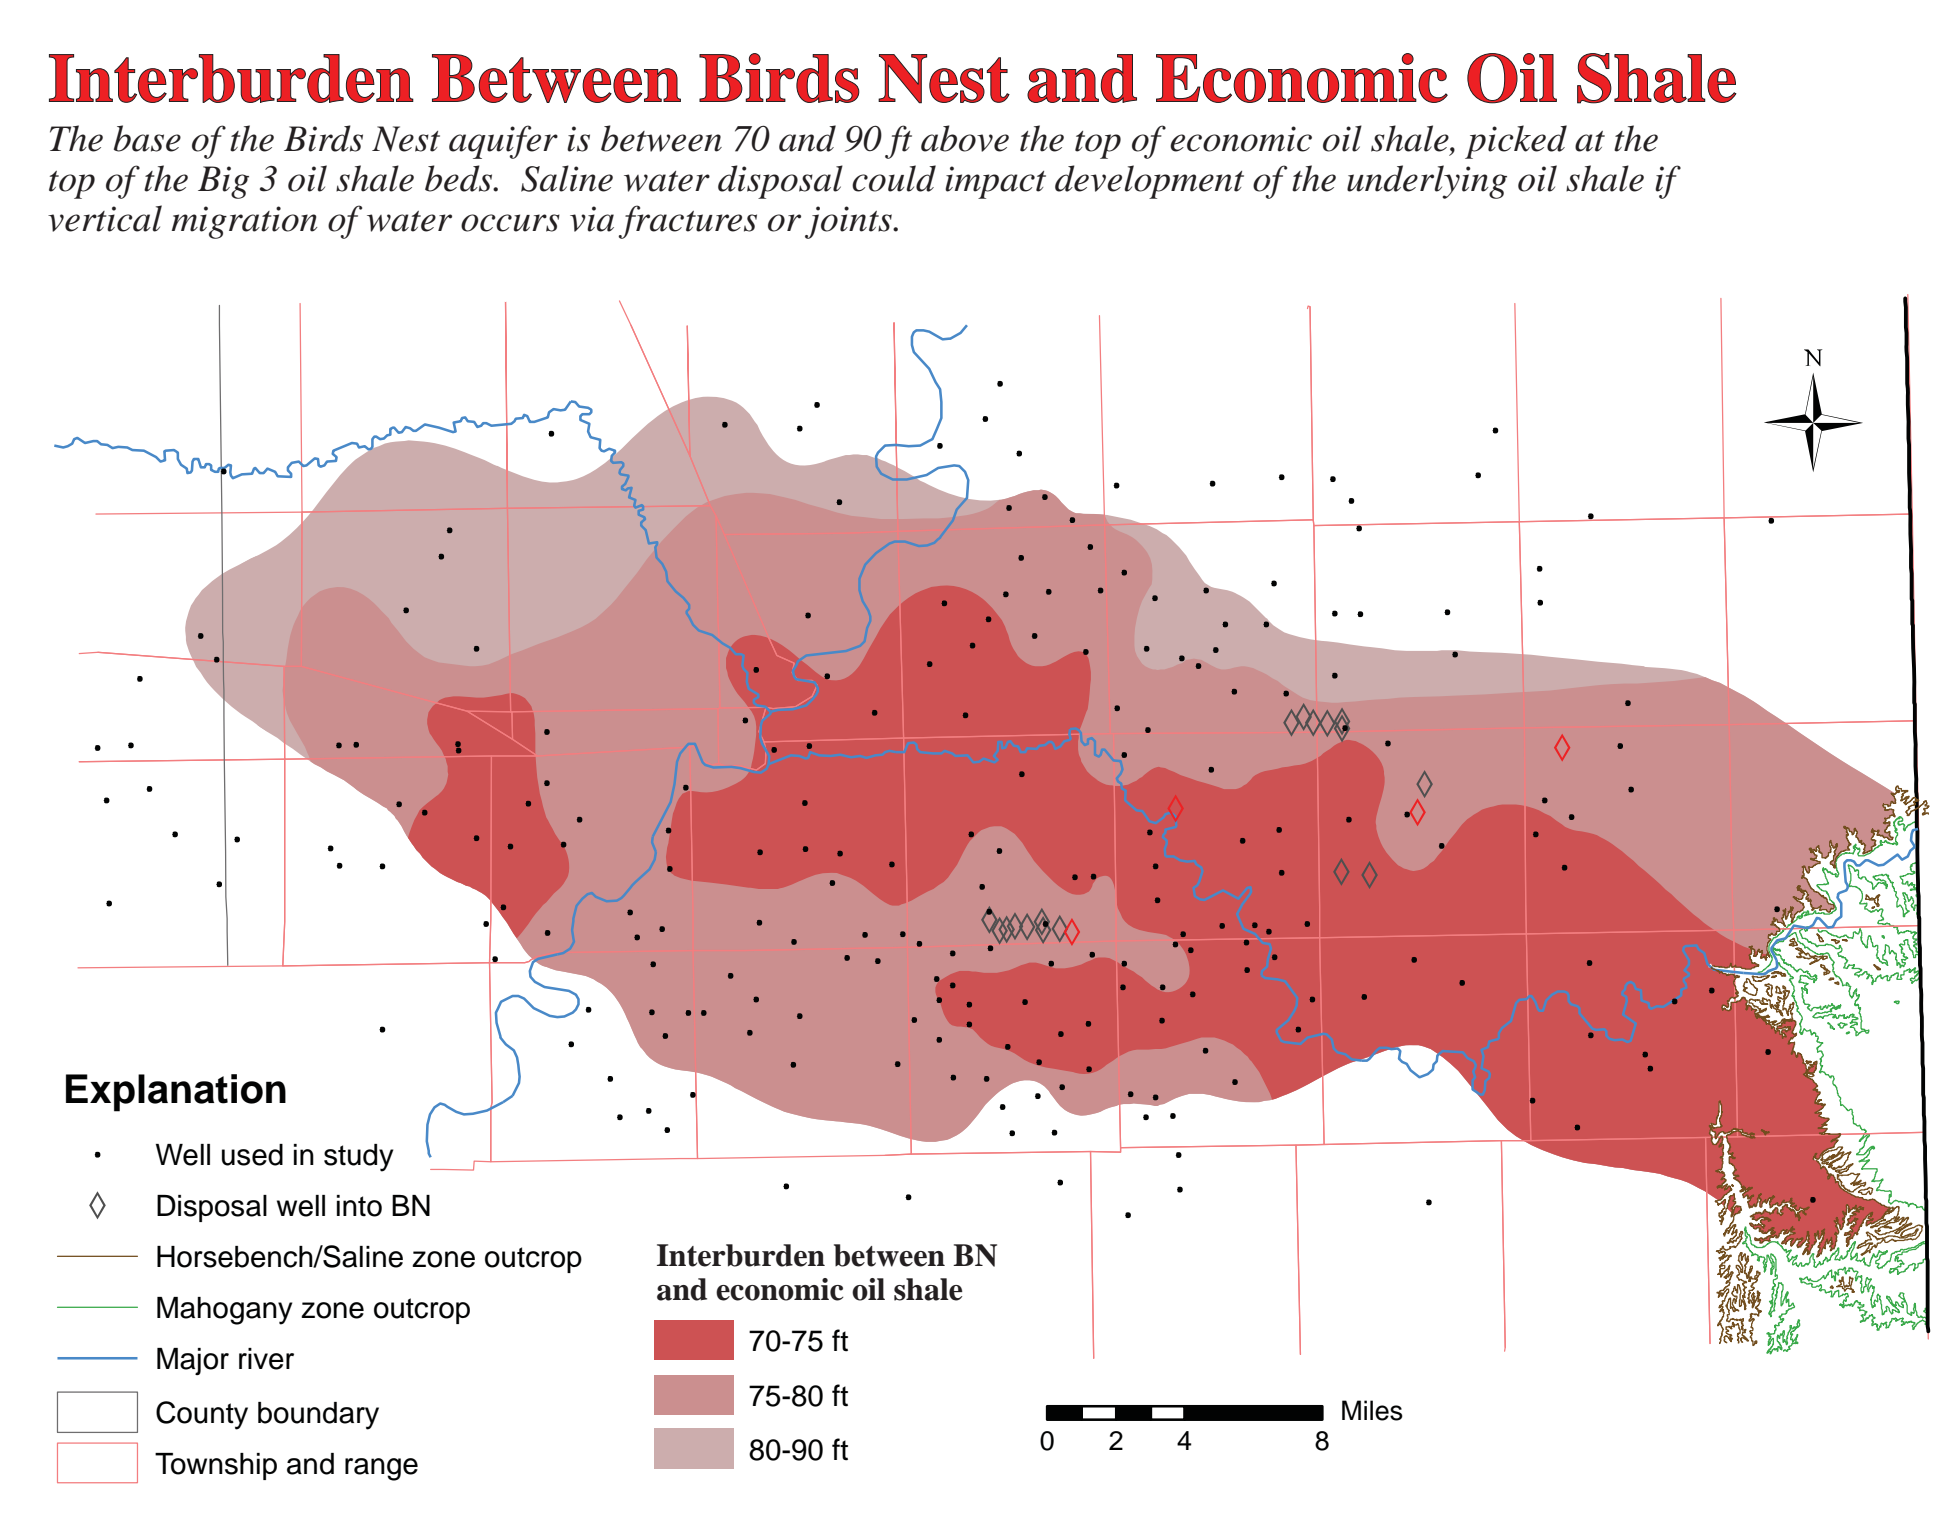 Interburden Between Birds Nest and Economic Oil Shale
The base of the Birds Nest aquifer is between 70 and 90 ft above the top of economic oil shale, picked at the
top of the Big 3 oil shale beds.  Saline water disposal could impact development of the underlying oil shale if
vertical migration of water occurs via fractures or joints.
N
Explanation
Well used in study
Disposal well into BN
Horsebench/Saline zone outcrop
Mahogany zone outcrop
Major river
County boundary
Township and range
Interburden between BN
and economic oil shale
70-75 ft
75-80 ft
80-90 ft
Miles
0 2 4 8